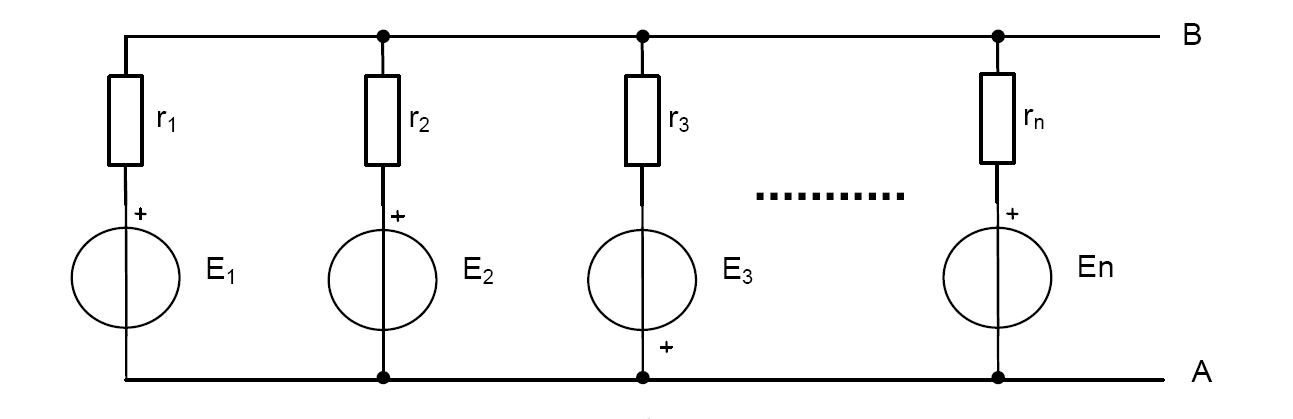 B
r₁ r₂ r₃ rₙ
+ + +
E₁ E₂ E₃ En
+
A